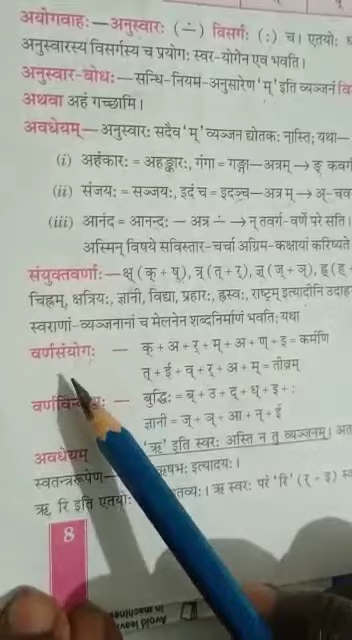 अयोगवाहः—अनुस्वारः (—ं) विसर्गः (:) च। एतयोः
अनुस्वारस्य विसर्गस्य च प्रयोगः स्वर-योगेन एव भवति।
अनुस्वार-बोधः—सन्धि-नियम-अनुसारेण 'म्' इति व्यञ्जनं
अथवा अहं गच्छामि।
अवधेयम्—अनुस्वारः सदैव 'म्' व्यञ्जन द्योतकः नास्ति; यथा—
(i) अहंकारः = अहङ्कारः, गंगा = गङ्गा—अत्रम् → ङ् कवर्ग
(ii) संजयः = सञ्जयः, इदं च = इदञ्च—अत्र म् → ञ्-चव
(iii) आनंद = आनन्दः — अत्र —ं → न् तवर्ग-वर्णे परे सति।
अस्मिन् विषये सविस्तार-चर्चा अग्रिम-कक्षायां करिष्यते
संयुक्तवर्णाः—क्ष् (क् + ष्), त्र् (त् + र्), ज्ञ् (ज् + ञ्), ह्न् (ह् +
चिह्नम्, क्षत्रियः, ज्ञानी, विद्या, प्रहारः, ह्रस्वः, राष्ट्रम् इत्यादीनि उदाह
स्वराणां-व्यञ्जनानां च मेलनेन शब्दनिर्माणं भवति; यथा
वर्णसंयोगः — क् + अ + र् + म् + अ + ण् + इ = कर्मणि
त् + ई + व् + र् + अ + म् = तीव्रम्
— बुद्धिः = ब् + उ + द् + ध् + इ + :
ज्ञानी = ज् + ञ् + आ + न् + ई
अवधेयम् 'ऋ' इति स्वरः अस्ति न तु व्यञ्जनम्। अत
स्वतन्त्ररूपेण— ऋषभः इत्यादयः।
ऋ, रि इति एतयोः तव्यः। ऋ स्वरः परं 'रि' (र् + इ)
8
Avoid leav
in machines